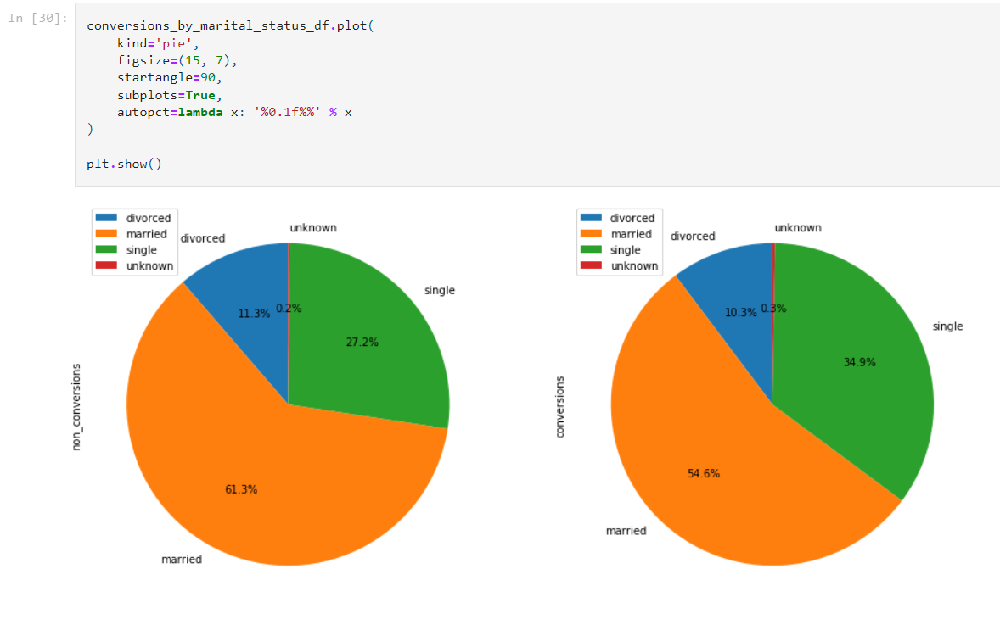 In [30]:
conversions_by_marital_status_df.plot(
    kind='pie',
    figsize=(15, 7),
    startangle=90,
    subplots=True,
    autopct=lambda x: '%0.1f%%' % x
)

plt.show()
divorced
married
single
unknown
divorced
unknown
single
11.3%
0.2%
27.2%
non_conversions
61.3%
married
divorced
married
single
unknown
divorced
unknown
single
10.3%
0.3%
34.9%
conversions
54.6%
married